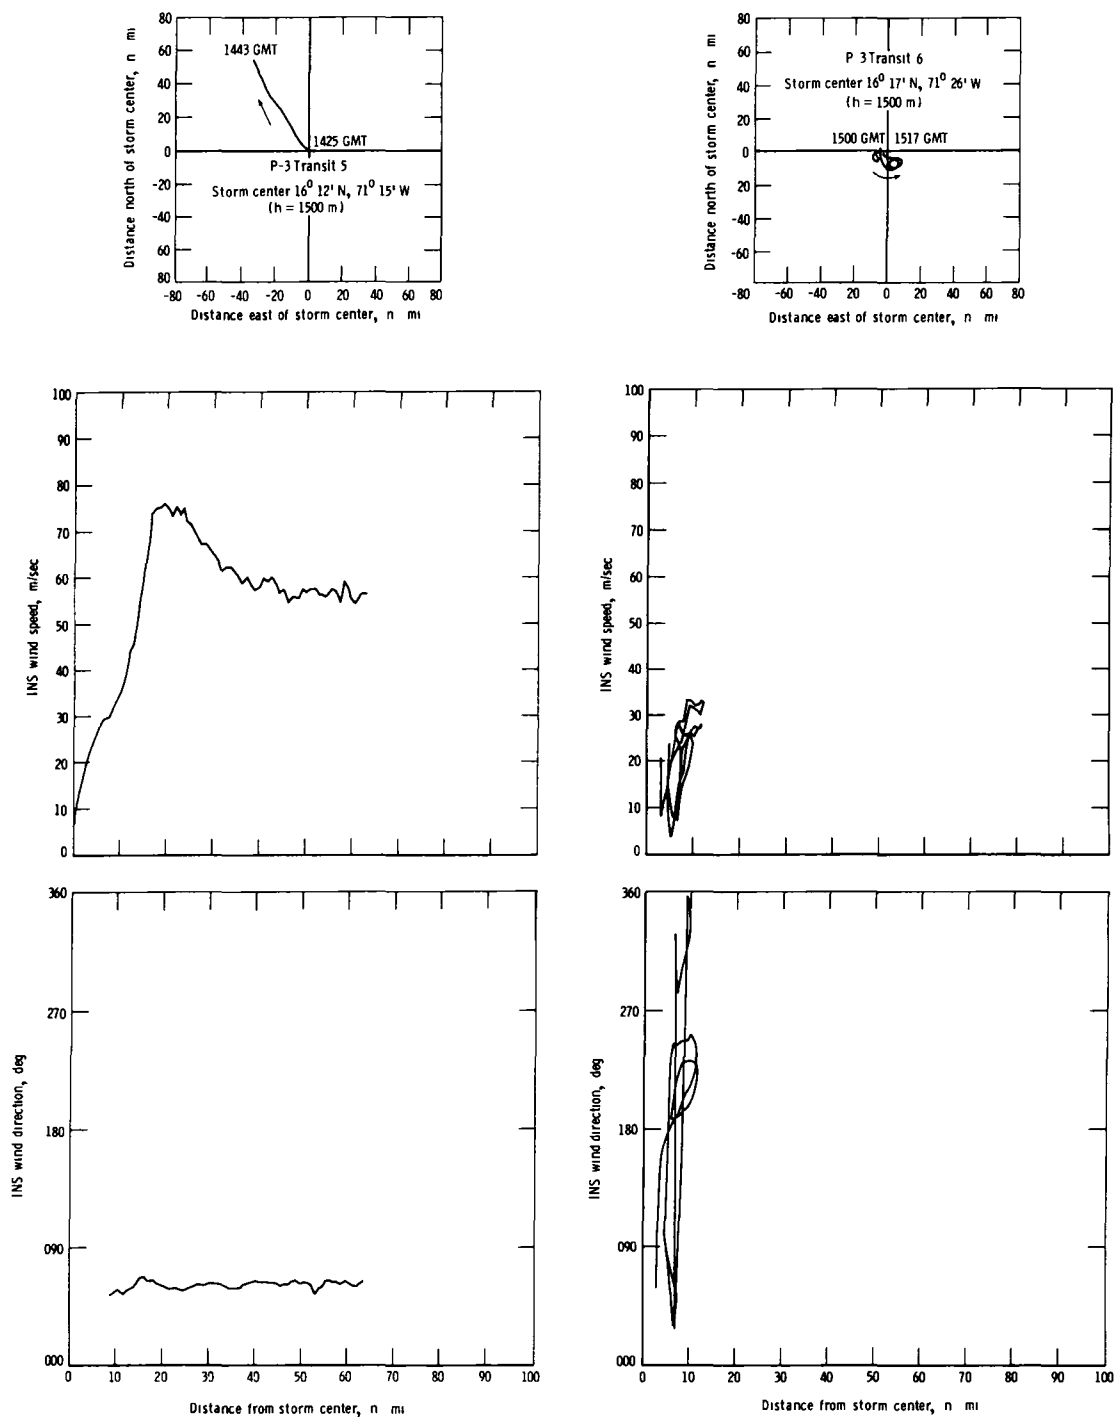 80
60
40
20
0
-20
-40
60
80
Distance north of storm center, n mi
1443 GMT
1425 GMT
P-3 Transit 5
Storm center 16° 12' N, 71° 15' W
(h = 1500 m)
-80 -60 -40 -20 0 20 40 60 80
Distance east of storm center, n mi
80
60
40
20
0
-20
-40
-60
Distance north of storm center, n mi
P 3 Transit 6
Storm center 16° 17' N, 71° 26' W
(h = 1500 m)
1500 GMT 1517 GMT
-80 -60 -40 -20 0 20 40 60 80
Distance east of storm center, n mi
100
90
80
70
60
50
40
30
20
10
0
INS wind speed, m/sec
100
90
80
70
60
50
40
30
20
10
0
INS wind speed, m/sec
360
270
180
090
000
INS wind direction, deg
0 10 20 30 40 50 60 70 80 90 100
Distance from storm center, n mi
360
270
180
090
000
INS wind direction, deg
0 10 20 30 40 50 60 70 80 90 100
Distance from storm center, n mi